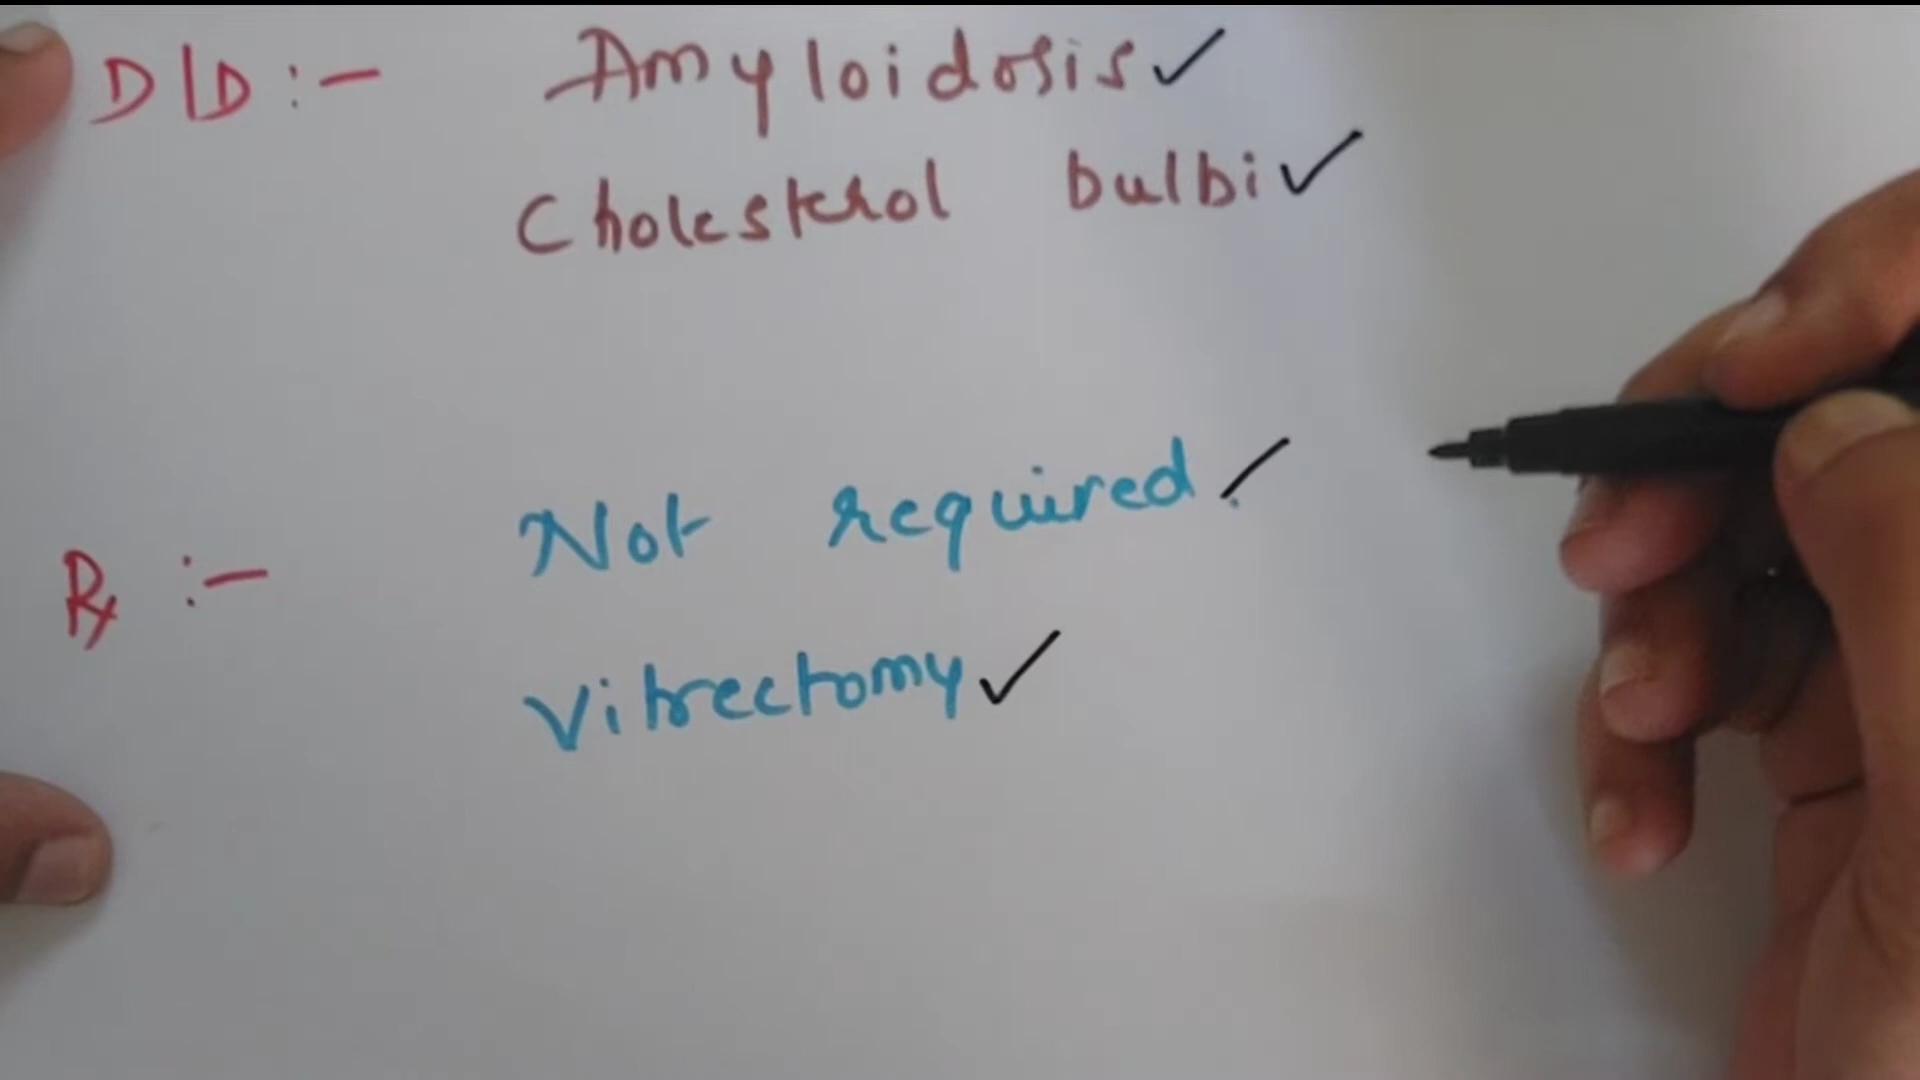 D|D :- Amyloidosis ✓
Cholesterol bulbi ✓
Not required
Rx :-
Vitrectomy ✓